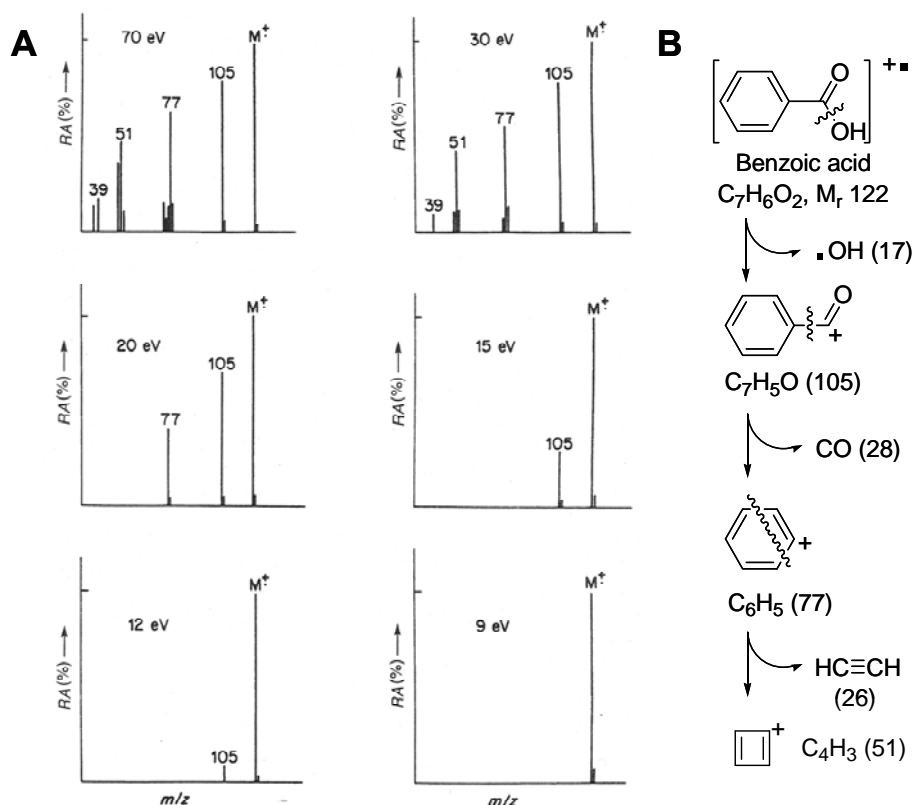 A
70 eV
M⁺·
105
77
51
39
RA(%)
30 eV
M⁺·
105
77
51
39
RA(%)
20 eV
M⁺·
105
77
RA(%)
15 eV
M⁺·
105
RA(%)
12 eV
M⁺·
105
RA(%)
m/z
9 eV
M⁺·
RA(%)
m/z
B
O
OH
+▪
Benzoic acid
C₇H₆O₂, Mᵣ 122
▪OH (17)
O
+
C₇H₅O (105)
CO (28)
+
C₆H₅ (77)
HC≡CH
(26)
+
C₄H₃ (51)